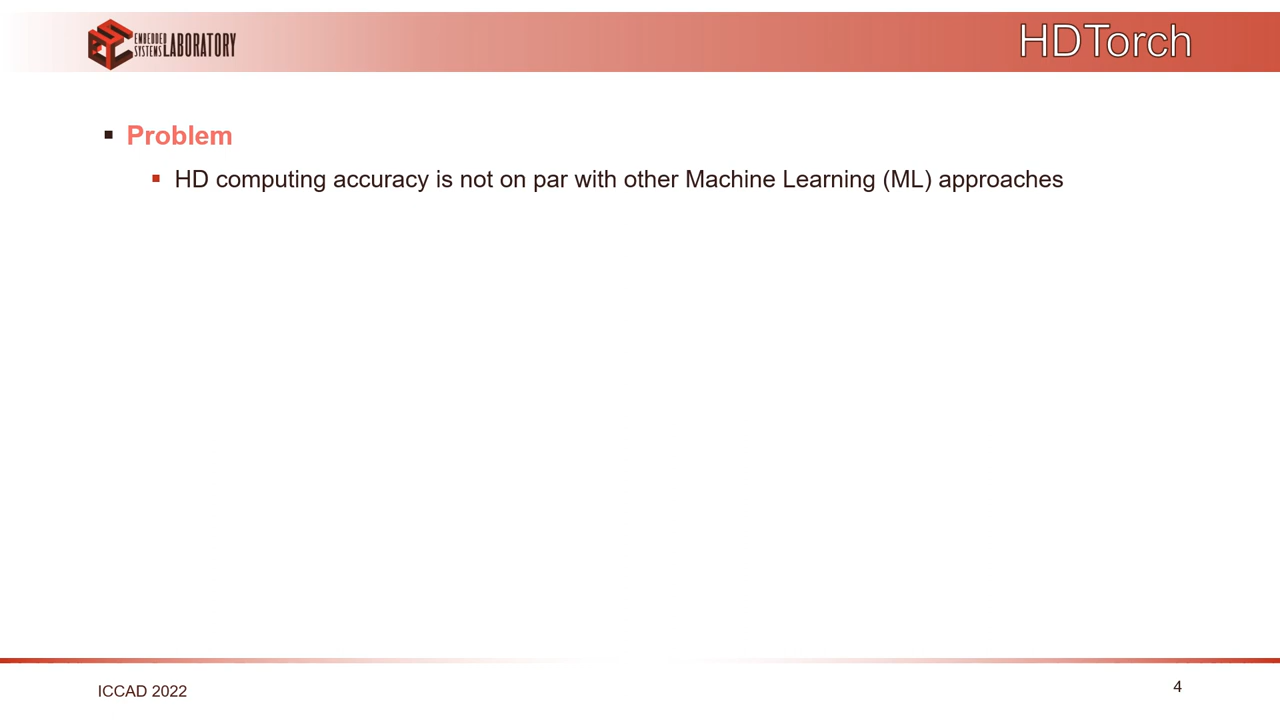 EMBEDDED
SYSTEMS LABORATORY
HDTorch
Problem
HD computing accuracy is not on par with other Machine Learning (ML) approaches
ICCAD 2022
4